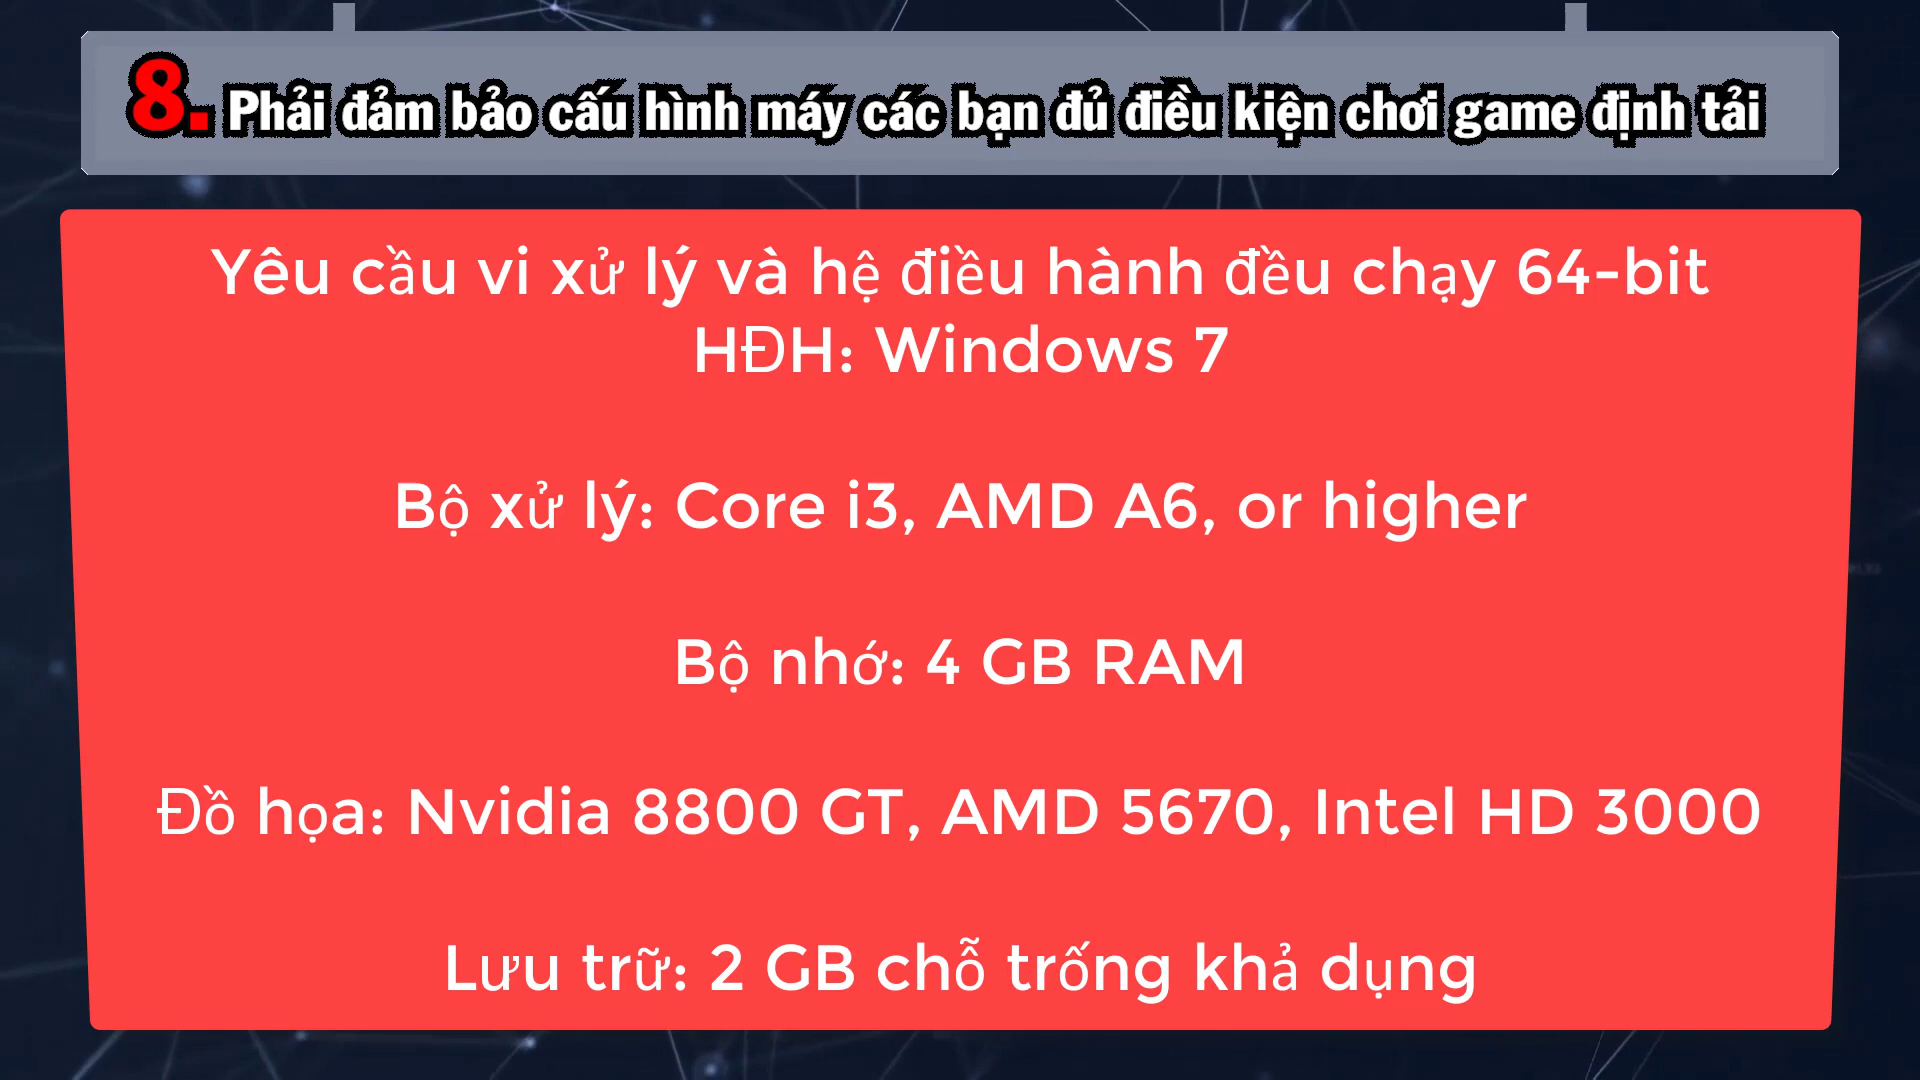 8. Phải đảm bảo cấu hình máy các bạn đủ điều kiện chơi game định tải
Yêu cầu vi xử lý và hệ điều hành đều chạy 64-bit
HĐH: Windows 7
Bộ xử lý: Core i3, AMD A6, or higher
Bộ nhớ: 4 GB RAM
Đồ họa: Nvidia 8800 GT, AMD 5670, Intel HD 3000
Lưu trữ: 2 GB chỗ trống khả dụng